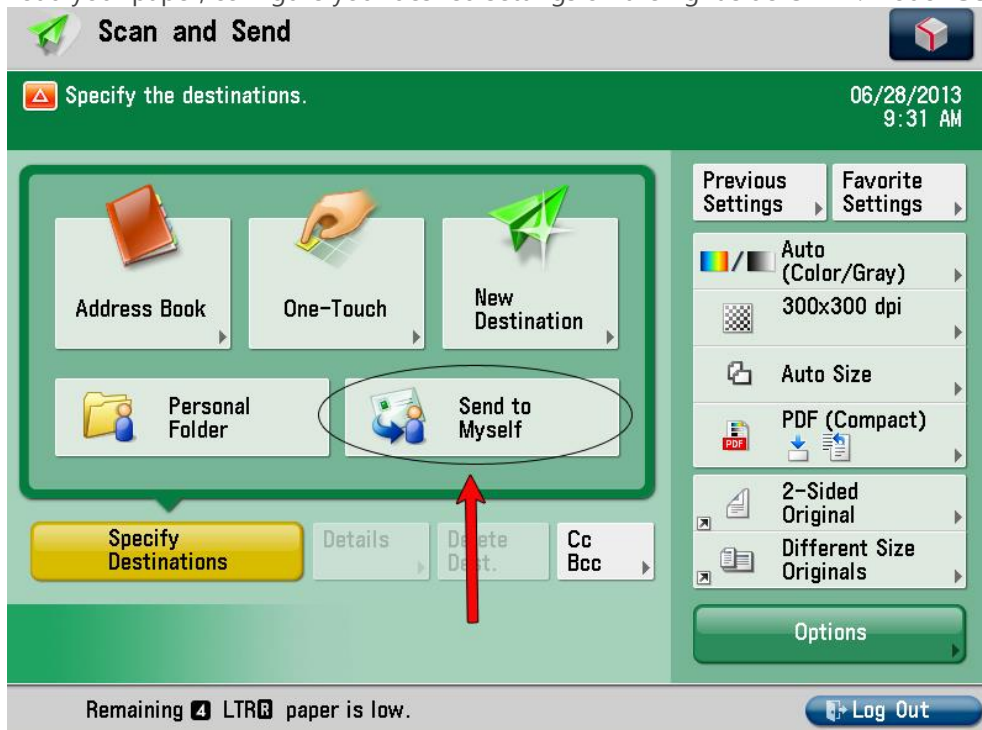 Scan and Send
Specify the destinations.
06/28/2013
9:31 AM
Address Book
One-Touch
New
Destination
Personal
Folder
Send to
Myself
Specify
Destinations
Details
Delete
Dest.
Cc
Bcc
Previous
Settings
Favorite
Settings
Auto
(Color/Gray)
300x300 dpi
Auto Size
PDF
PDF (Compact)
2-Sided
Original
Different Size
Originals
Options
Remaining 4 LTRR paper is low.
Log Out